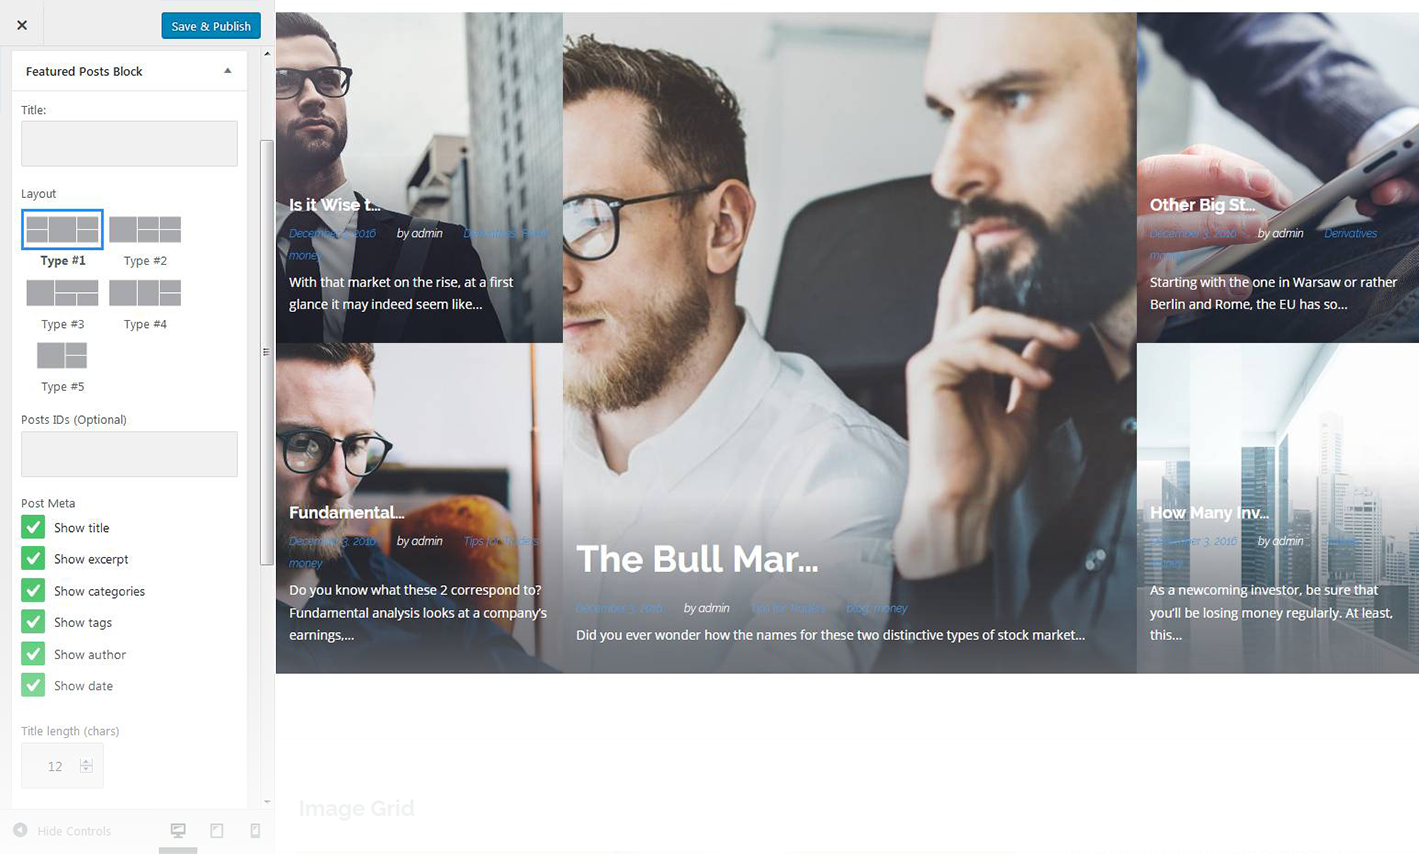 Save & Publish
Featured Posts Block
Title:
Layout
Type #1
Type #2
Type #3
Type #4
Type #5
Posts IDs (Optional)
Post Meta
Show title
Show excerpt
Show categories
Show tags
Show author
Show date
Title length (chars)
12
Hide Controls
Is it Wise t...
December 3, 2016 by admin Derivatives
money
With that market on the rise, at a first
glance it may indeed seem like...
Fundamental...
December 3, 2016 by admin Tips for Traders
money
Do you know what these 2 correspond to?
Fundamental analysis looks at a company's
earnings,...
The Bull Mar...
December 3, 2016 by admin Tips for Traders blog, money
Did you ever wonder how the names for these two distinctive types of stock market...
Other Big St...
December 3, 2016 by admin Derivatives
money
Starting with the one in Warsaw or rather
Berlin and Rome, the EU has so...
How Many Inv...
December 3, 2016 by admin
money
As a newcoming investor, be sure that
you'll be losing money regularly. At least,
this...
Image Grid